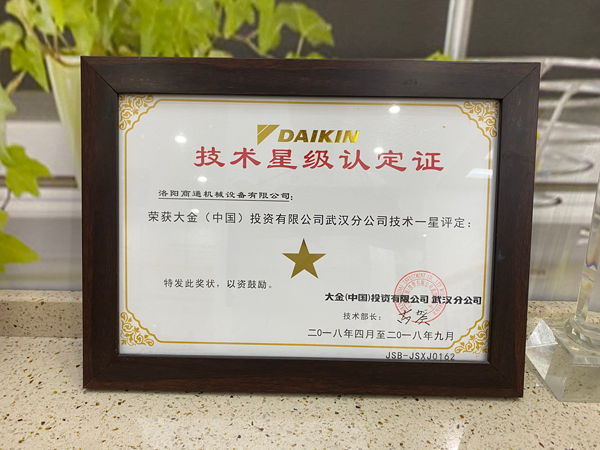 DAIKIN
技术星级认定证
洛阳商通机械设备有限公司:
荣获大金（中国）投资有限公司武汉分公司技术一星评定:
特发此奖状，以资鼓励。
大金(中国)投资有限公司 武汉分公司
技术部长:
二〇一八年四月至二〇一八年九月
JSB-JSXJ0162